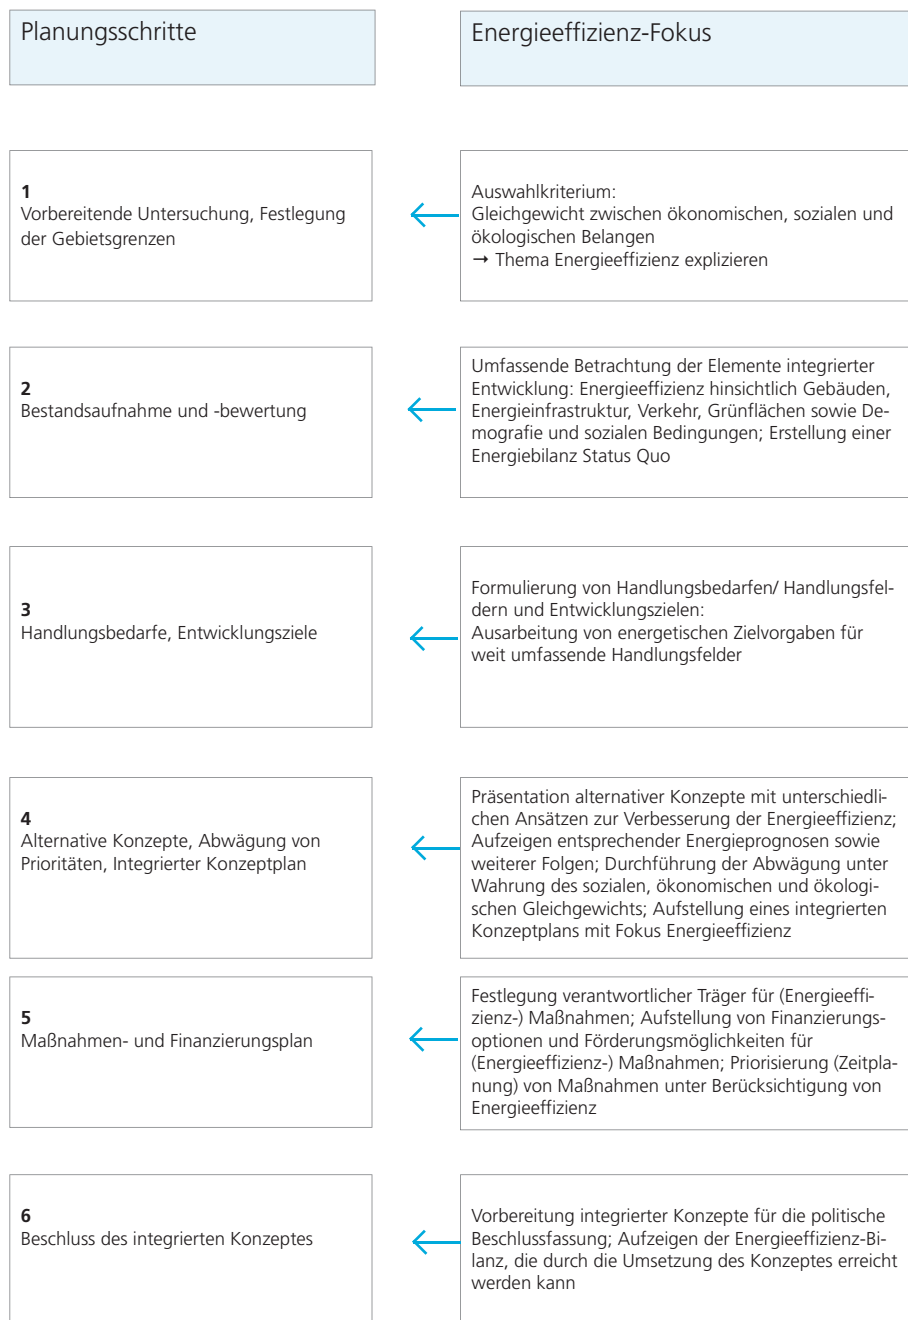 Planungsschritte
Energieeffizienz-Fokus
1
Vorbereitende Untersuchung, Festlegung
der Gebietsgrenzen
Auswahlkriterium:
Gleichgewicht zwischen ökonomischen, sozialen und
ökologischen Belangen
→ Thema Energieeffizienz explizieren
2
Bestandsaufnahme und -bewertung
Umfassende Betrachtung der Elemente integrierter
Entwicklung: Energieeffizienz hinsichtlich Gebäuden,
Energieinfrastruktur, Verkehr, Grünflächen sowie De-
mografie und sozialen Bedingungen; Erstellung einer
Energiebilanz Status Quo
3
Handlungsbedarfe, Entwicklungsziele
Formulierung von Handlungsbedarfen/ Handlungsfel-
dern und Entwicklungszielen:
Ausarbeitung von energetischen Zielvorgaben für
weit umfassende Handlungsfelder
4
Alternative Konzepte, Abwägung von
Prioritäten, Integrierter Konzeptplan
Präsentation alternativer Konzepte mit unterschiedli-
chen Ansätzen zur Verbesserung der Energieeffizienz;
Aufzeigen entsprechender Energieprognosen sowie
weiterer Folgen; Durchführung der Abwägung unter
Wahrung des sozialen, ökonomischen und ökologi-
schen Gleichgewichts; Aufstellung eines integrierten
Konzeptplans mit Fokus Energieeffizienz
5
Maßnahmen- und Finanzierungsplan
Festlegung verantwortlicher Träger für (Energieeffi-
zienz-) Maßnahmen; Aufstellung von Finanzierungs-
optionen und Förderungsmöglichkeiten für
(Energieeffizienz-) Maßnahmen; Priorisierung (Zeitpla-
nung) von Maßnahmen unter Berücksichtigung von
Energieeffizienz
6
Beschluss des integrierten Konzeptes
Vorbereitung integrierter Konzepte für die politische
Beschlussfassung; Aufzeigen der Energieeffizienz-Bi-
lanz, die durch die Umsetzung des Konzeptes erreicht
werden kann